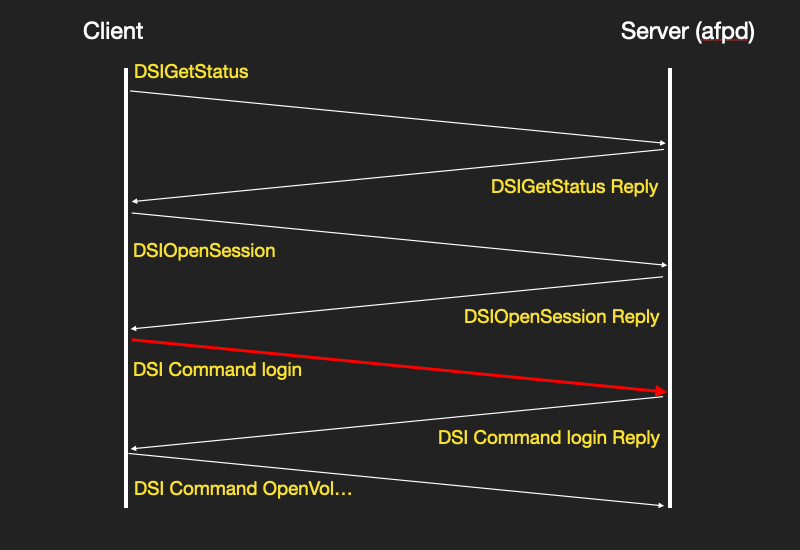 Client
Server (afpd)
DSIGetStatus
DSIGetStatus Reply
DSIOpenSession
DSIOpenSession Reply
DSI Command login
DSI Command login Reply
DSI Command OpenVol…